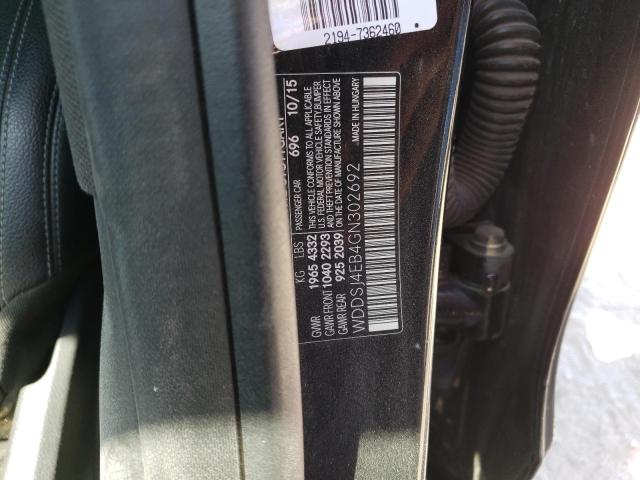 2194-7362460
696 10/15
PASSENGER CAR
THIS VEHICLE CONFORMS TO ALL APPLICABLE
U.S. FEDERAL MOTOR VEHICLE SAFETY, BUMPER
AND THEFT PREVENTION STANDARDS IN EFFECT
ON THE DATE OF MANUFACTURE SHOWN ABOVE
MADE IN HUNGARY
KG LBS
GVWR 1965 4332
GAWR FRONT 1040 2293
GAWR REAR 925 2039
WDDSJ4EB4GN302692